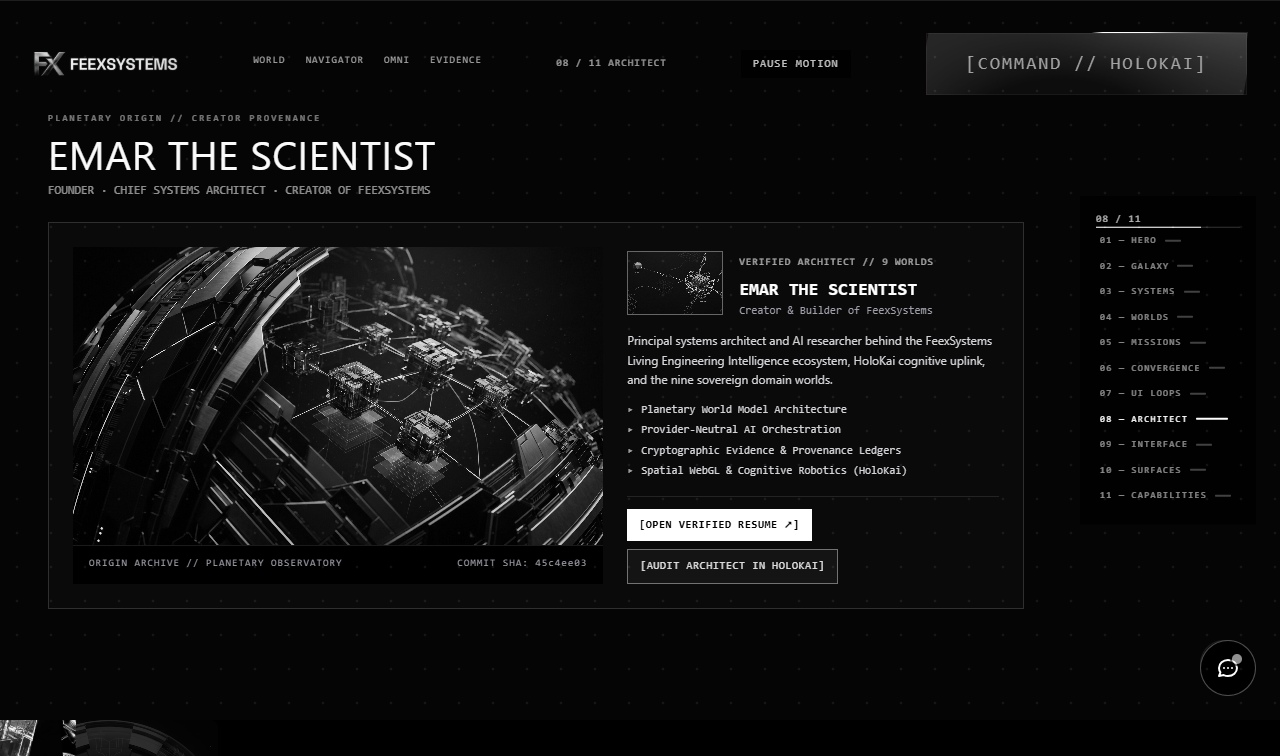 FX FEEXSYSTEMS
WORLD NAVIGATOR OMNI EVIDENCE
08 / 11 ARCHITECT
PAUSE MOTION
[COMMAND // HOLOKAI]
PLANETARY ORIGIN // CREATOR PROVENANCE
EMAR THE SCIENTIST
FOUNDER · CHIEF SYSTEMS ARCHITECT · CREATOR OF FEEXSYSTEMS
VERIFIED ARCHITECT // 9 WORLDS
EMAR THE SCIENTIST
Creator & Builder of FeexSystems
Principal systems architect and AI researcher behind the FeexSystems
Living Engineering Intelligence ecosystem, HoloKai cognitive uplink,
and the nine sovereign domain worlds.
▸ Planetary World Model Architecture
▸ Provider-Neutral AI Orchestration
▸ Cryptographic Evidence & Provenance Ledgers
▸ Spatial WebGL & Cognitive Robotics (HoloKai)
[OPEN VERIFIED RESUME ↗]
[AUDIT ARCHITECT IN HOLOKAI]
ORIGIN ARCHIVE // PLANETARY OBSERVATORY
COMMIT SHA: 45c4ee03
08 / 11
01 — HERO
02 — GALAXY
03 — SYSTEMS
04 — WORLDS
05 — MISSIONS
06 — CONVERGENCE
07 — UI LOOPS
08 — ARCHITECT
09 — INTERFACE
10 — SURFACES
11 — CAPABILITIES